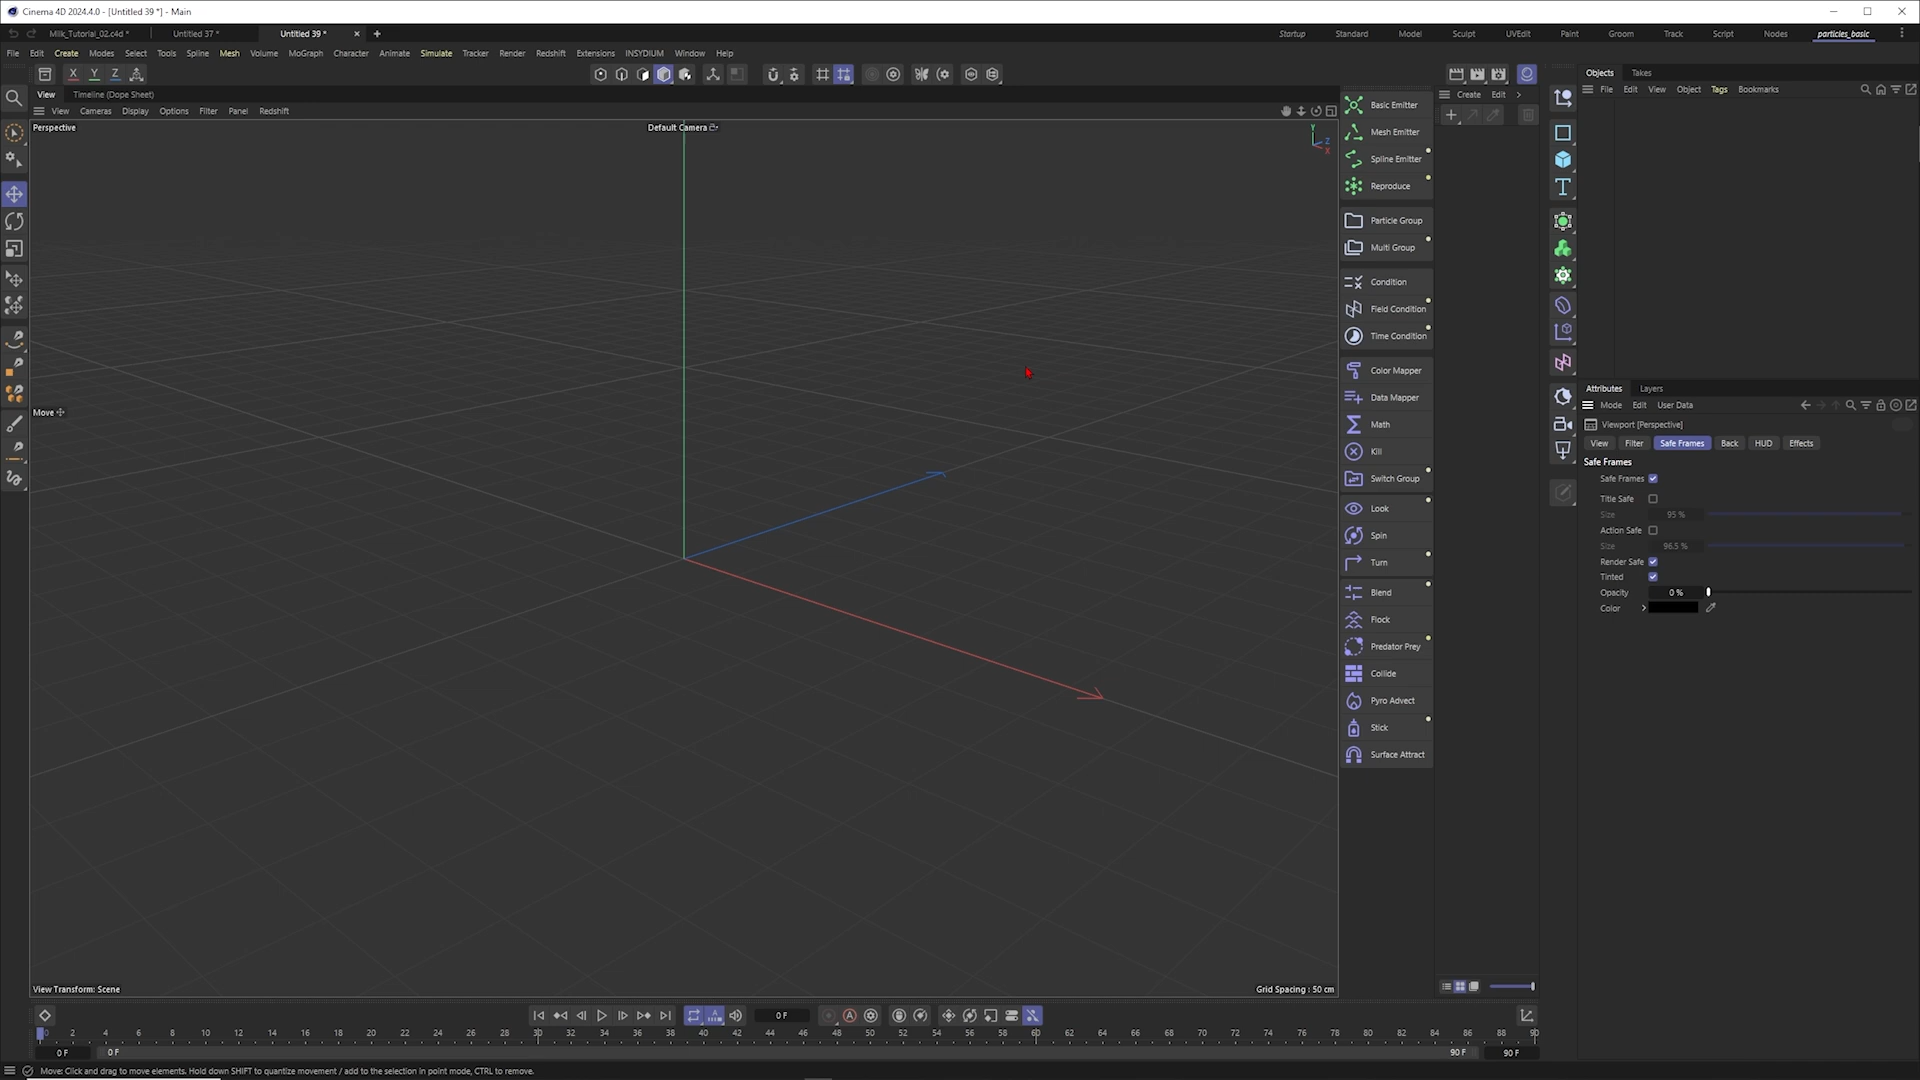 Cinema 4D 2024.4.0 - [Untitled 39 *] - Main
Milk_Tutorial_02.c4d * Untitled 37 * Untitled 39 *
Startup Standard Model Sculpt UVEdit Paint Groom Track Script Nodes particles_basic
File Edit Create Modes Select Tools Spline Mesh Volume MoGraph Character Animate Simulate Tracker Render Redshift Extensions INSYDIUM Window Help
X Y Z
View Timeline (Dope Sheet)
View Cameras Display Options Filter Panel Redshift
Perspective
Default Camera
Y
Z
X
Move
View Transform: Scene
Grid Spacing : 50 cm
Basic Emitter
Mesh Emitter
Spline Emitter
Reproduce
Particle Group
Multi Group
Condition
Field Condition
Time Condition
Color Mapper
Data Mapper
Math
Kill
Switch Group
Look
Spin
Turn
Blend
Flock
Predator Prey
Collide
Pyro Advect
Stick
Surface Attract
Create Edit
Objects Takes
File Edit View Object Tags Bookmarks
Attributes Layers
Mode Edit User Data
Viewport [Perspective]
View Filter Safe Frames Back HUD Effects
Safe Frames
Safe Frames
Title Safe
Size 95 %
Action Safe
Size 96.5 %
Render Safe
Tinted
Opacity 0 %
Color
0 F
0 2 4 6 8 10 12 14 16 18 20 22 24 26 28 30 32 34 36 38 40 42 44 46 48 50 52 54 56 58 60 62 64 66 68 70 72 74 76 78 80 82 84 86 88 90
0 F 0 F 90 F 90 F
Move: Click and drag to move elements. Hold down SHIFT to quantize movement / add to the selection in point mode, CTRL to remove.